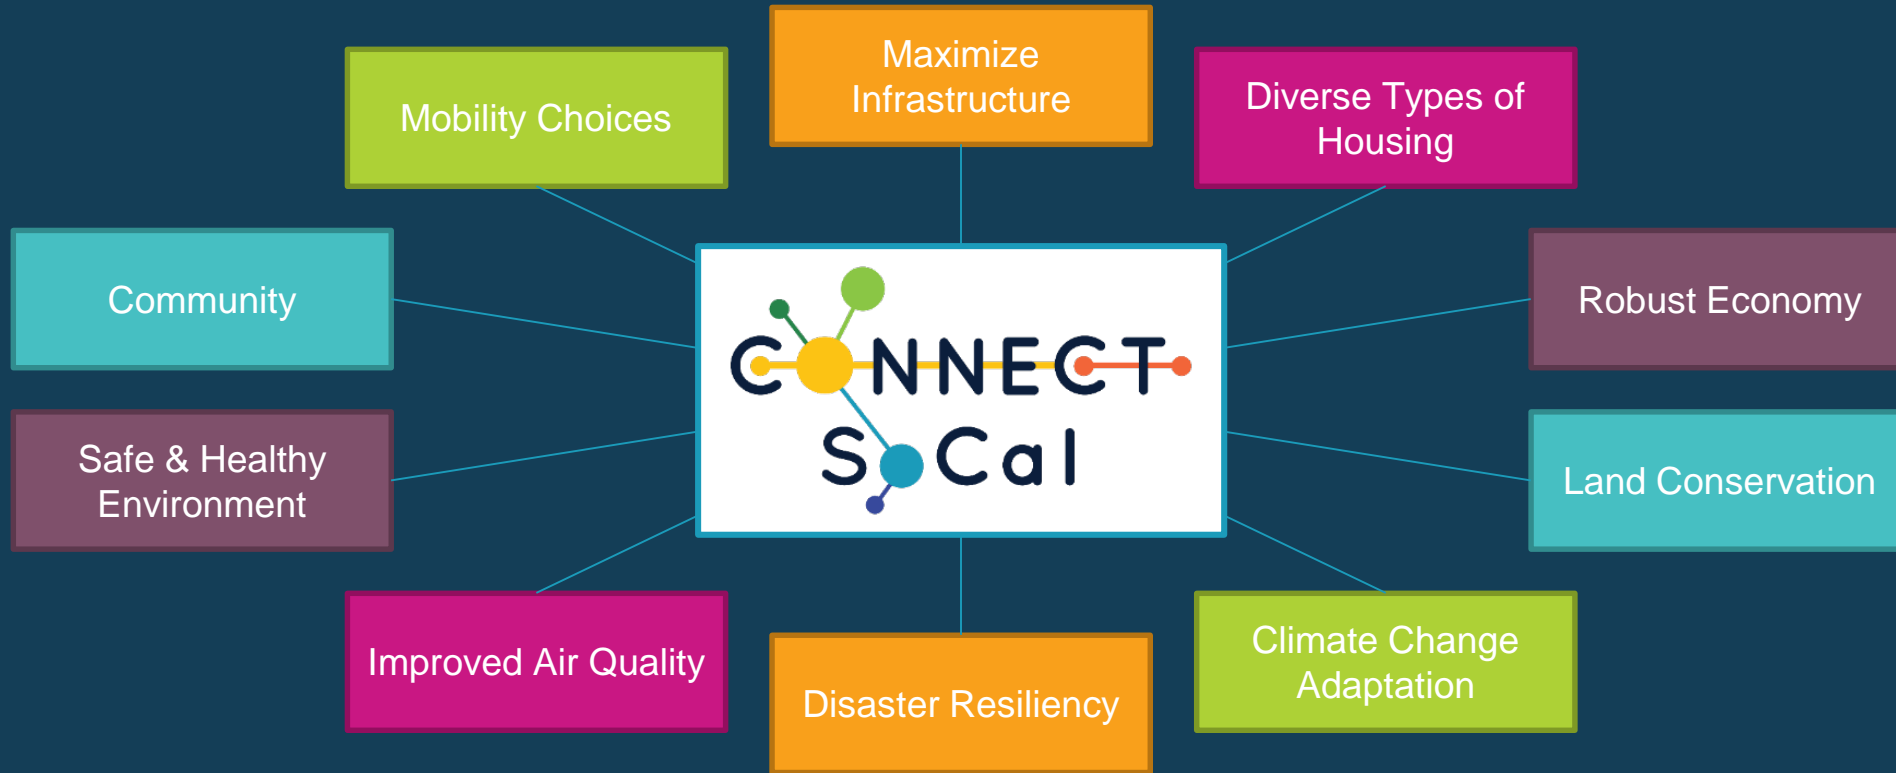 Maximize
Infrastructure
Mobility Choices
Diverse Types of
Housing
Community
Robust Economy
CONNECT
SoCal
Safe & Healthy
Environment
Land Conservation
Improved Air Quality
Climate Change
Adaptation
Disaster Resiliency